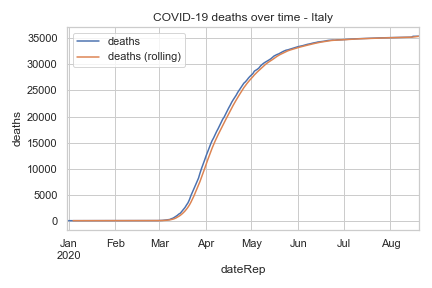 COVID-19 deaths over time - Italy
deaths
deaths (rolling)
35000
30000
25000
20000
15000
10000
5000
0
deaths
Jan Feb Mar Apr May Jun Jul Aug
2020
dateRep